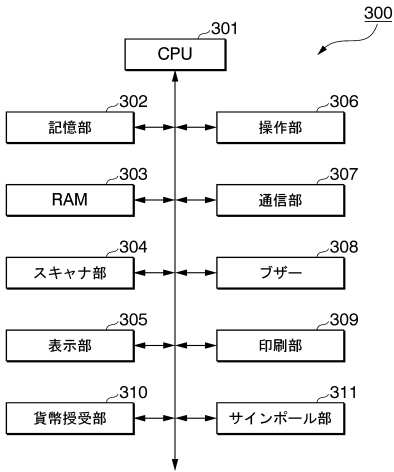 300
301
CPU
302
記憶部
306
操作部
303
RAM
307
通信部
304
スキャナ部
308
ブザー
305
表示部
309
印刷部
310
貨幣授受部
311
サインポール部